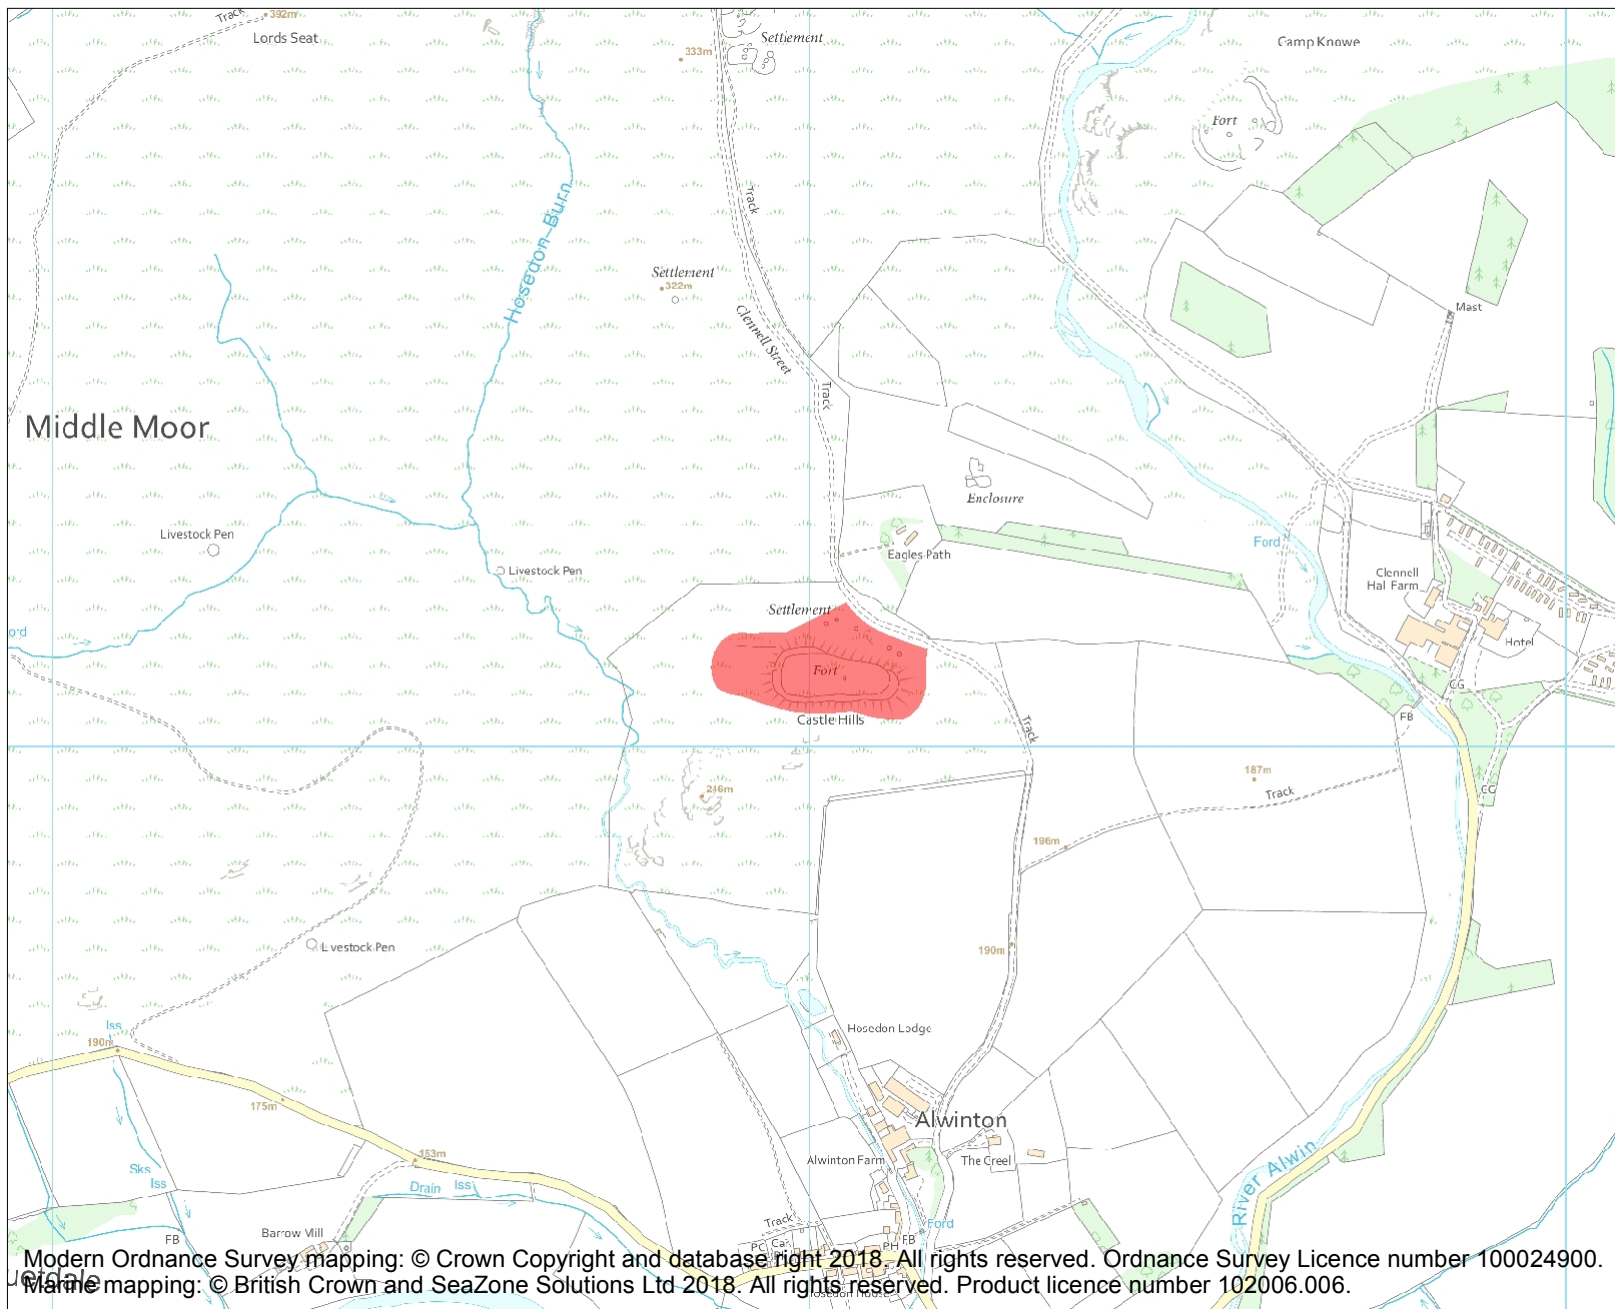 Track
392m
Lords Seat
Settlement
333m
Camp Knowe
Fort
Hosedon Burn
Track
Settlement
322m
Clennell Street
Mast
Track
Middle Moor
Enclosure
Livestock Pen
Livestock Pen
Eagles Path
Ford
Clennell
Hal Farm
Hotel
Settlement
Fort
Castle Hills
CG
FB
Track
246m
187m
Track
CG
196m
190m
Livestock Pen
Iss
190m
Hosedon Lodge
175m
Alwinton
163m
Alwinton Farm
The Creel
Sks
Iss
Drain
Iss
River Alwin
Track
Ford
Barrow Mill
FB
PC
Car
PH
FB
Modern Ordnance Survey mapping: © Crown Copyright and database right 2018. All rights reserved. Ordnance Survey Licence number 100024900.
Marine mapping: © British Crown and SeaZone Solutions Ltd 2018. All rights reserved. Product licence number 102006.006.